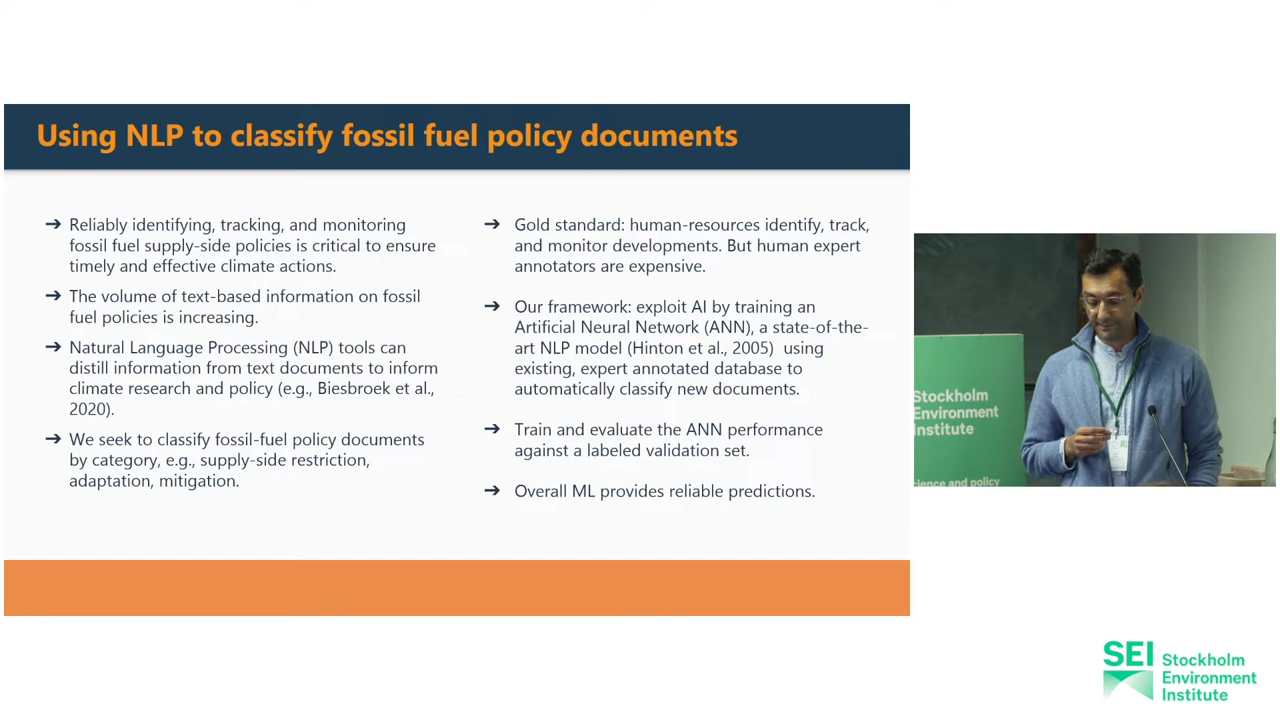 Using NLP to classify fossil fuel policy documents
➔ Reliably identifying, tracking, and monitoring
fossil fuel supply-side policies is critical to ensure
timely and effective climate actions.
➔ The volume of text-based information on fossil
fuel policies is increasing.
➔ Natural Language Processing (NLP) tools can
distill information from text documents to inform
climate research and policy (e.g., Biesbroek et al.,
2020).
➔ We seek to classify fossil-fuel policy documents
by category, e.g., supply-side restriction,
adaptation, mitigation.
➔ Gold standard: human-resources identify, track,
and monitor developments. But human expert
annotators are expensive.
➔ Our framework: exploit AI by training an
Artificial Neural Network (ANN), a state-of-the-
art NLP model (Hinton et al., 2005) using
existing, expert annotated database to
automatically classify new documents.
➔ Train and evaluate the ANN performance
against a labeled validation set.
➔ Overall ML provides reliable predictions.
Stockholm
Environment
Institute
and policy
SEI Stockholm
Environment
Institute